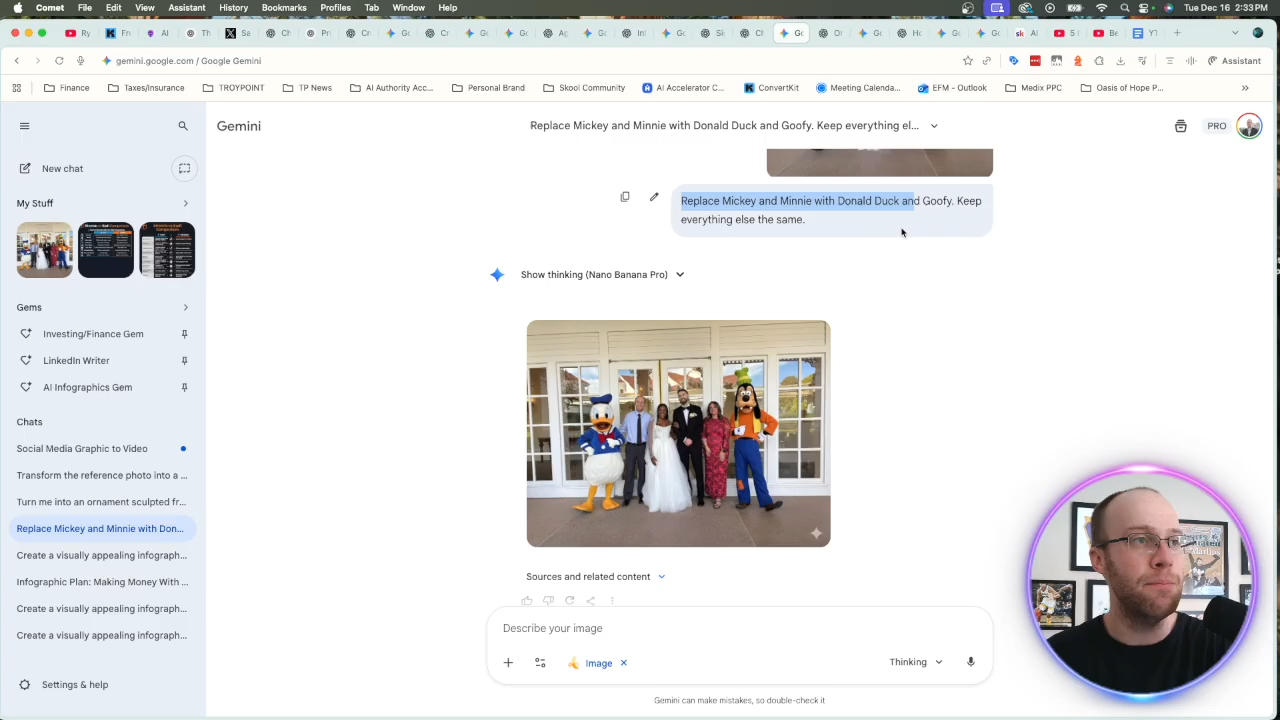 Comet File Edit View Assistant History Bookmarks Profiles Tab Window Help
Tue Dec 16 2:33 PM
gemini.google.com / Google Gemini
Assistant
Finance Taxes/Insurance TROYPOINT TP News AI Authority Acc... Personal Brand Skool Community AI Accelerator C... ConvertKit Meeting Calenda... EFM - Outlook Medix PPC Oasis of Hope P...
Gemini
Replace Mickey and Minnie with Donald Duck and Goofy. Keep everything el...
PRO
New chat
My Stuff
Gems
Investing/Finance Gem
LinkedIn Writer
AI Infographics Gem
Chats
Social Media Graphic to Video
Transform the reference photo into a ...
Turn me into an ornament sculpted fr...
Replace Mickey and Minnie with Don...
Create a visually appealing infograph...
Infographic Plan: Making Money With ...
Create a visually appealing infograph...
Create a visually appealing infograph...
Settings & help
Replace Mickey and Minnie with Donald Duck and Goofy. Keep
everything else the same.
Show thinking (Nano Banana Pro)
Sources and related content
Describe your image
Image
Thinking
Gemini can make mistakes, so double-check it